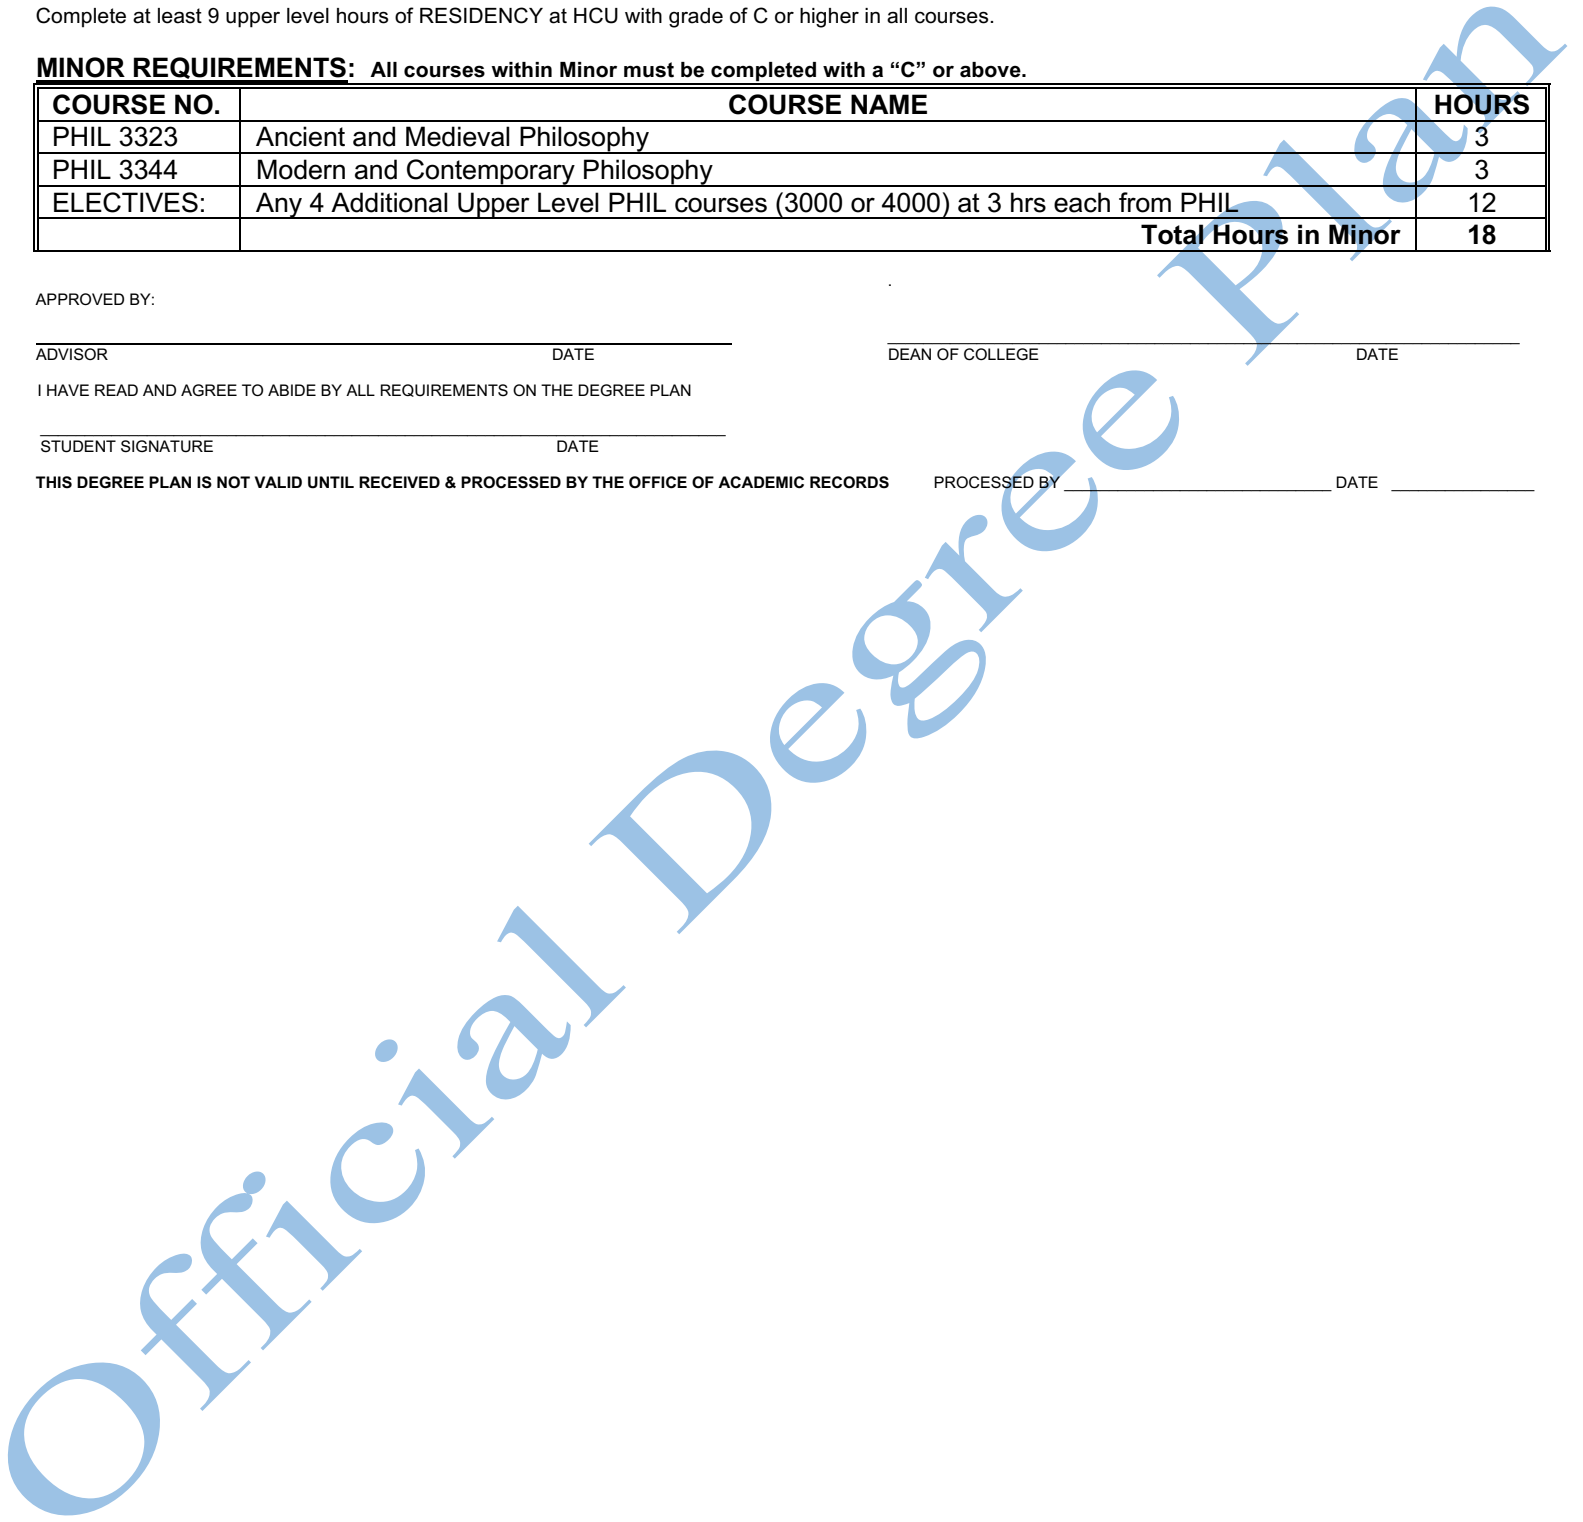 Complete at least 9 upper level hours of RESIDENCY at HCU with grade of C or higher in all courses.
MINOR REQUIREMENTS: All courses within Minor must be completed with a “C” or above.
COURSE NO. COURSE NAME HOURS
PHIL 3323 Ancient and Medieval Philosophy 3
PHIL 3344 Modern and Contemporary Philosophy 3
ELECTIVES: Any 4 Additional Upper Level PHIL courses (3000 or 4000) at 3 hrs each from PHIL 12
Total Hours in Minor 18
.
APPROVED BY:
ADVISOR DATE DEAN OF COLLEGE DATE
I HAVE READ AND AGREE TO ABIDE BY ALL REQUIREMENTS ON THE DEGREE PLAN
STUDENT SIGNATURE DATE
THIS DEGREE PLAN IS NOT VALID UNTIL RECEIVED & PROCESSED BY THE OFFICE OF ACADEMIC RECORDS PROCESSED BY DATE
Official Degree Plan